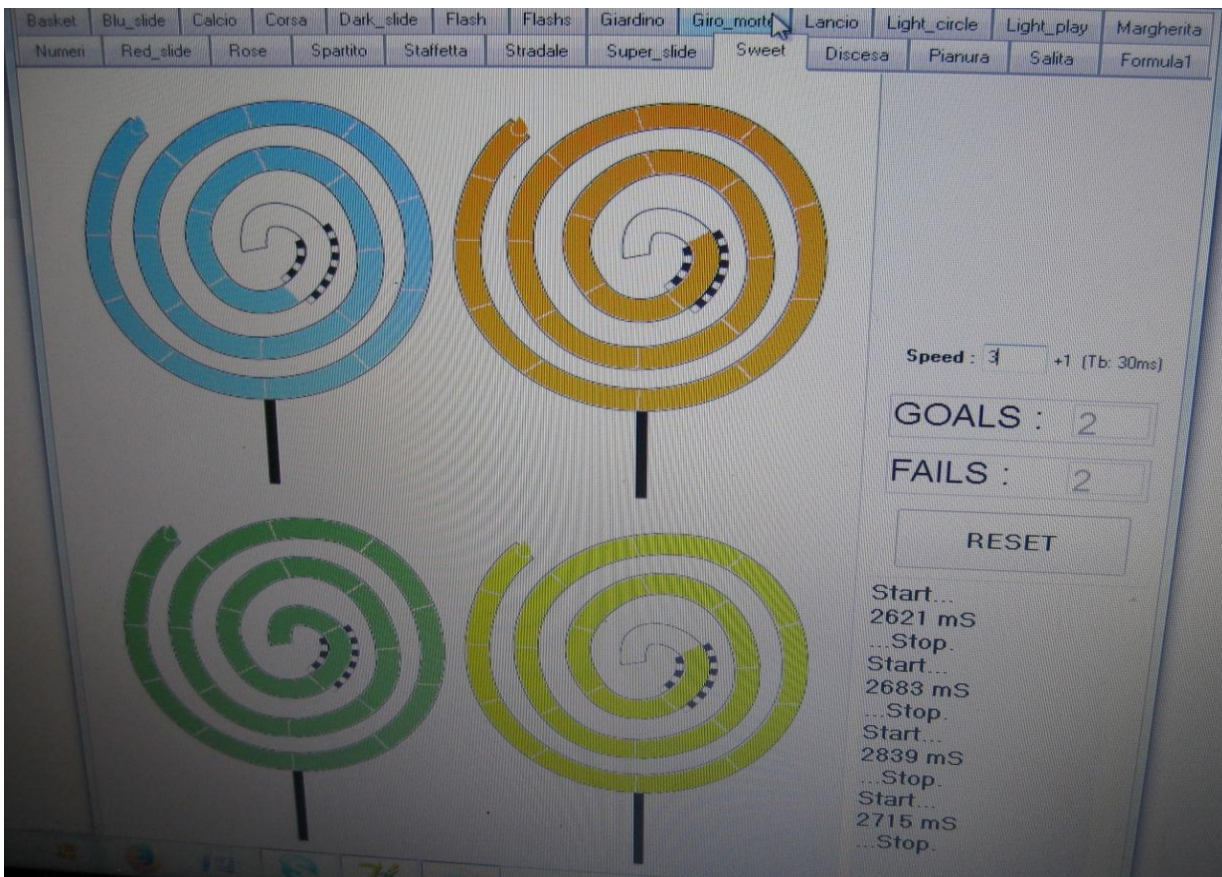 Basket Blu_slide Calcio Corsa Dark_slide Flash Flashs Giardino Giro_morte Lancio Light_circle Light_play Margherita
Numeri Red_slide Rose Spartito Staffetta Stradale Super_slide Sweet Discesa Pianura Salita Formula1
Speed : 3 +1 (Tb: 30ms)
GOALS : 2
FAILS : 2
RESET
Start...
2621 mS
...Stop.
Start...
2683 mS
...Stop.
Start...
2839 mS
...Stop.
Start...
2715 mS
...Stop.